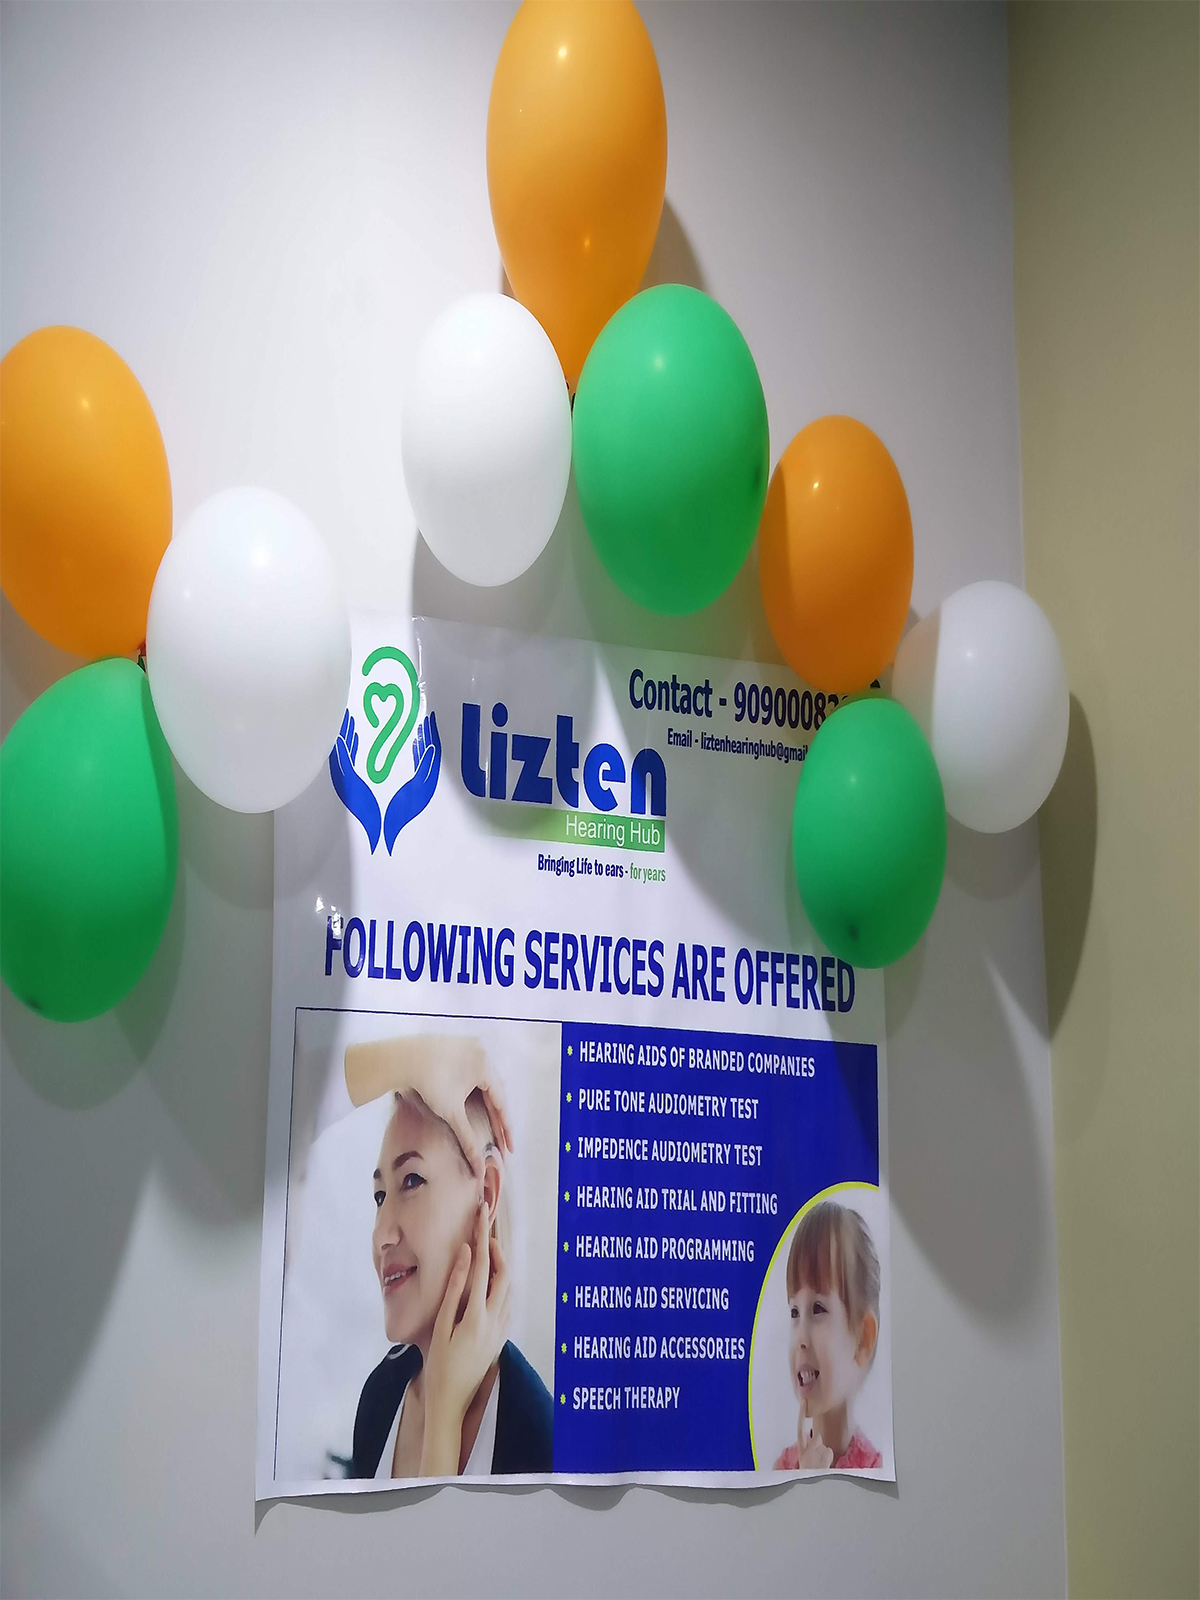 Contact - 9090008
Email - liztenhearinghub@gmai
Lizten
Hearing Hub
Bringing Life to ears - for years
FOLLOWING SERVICES ARE OFFERED
HEARING AIDS OF BRANDED COMPANIES
PURE TONE AUDIOMETRY TEST
IMPEDENCE AUDIOMETRY TEST
HEARING AID TRIAL AND FITTING
HEARING AID PROGRAMMING
HEARING AID SERVICING
HEARING AID ACCESSORIES
SPEECH THERAPY